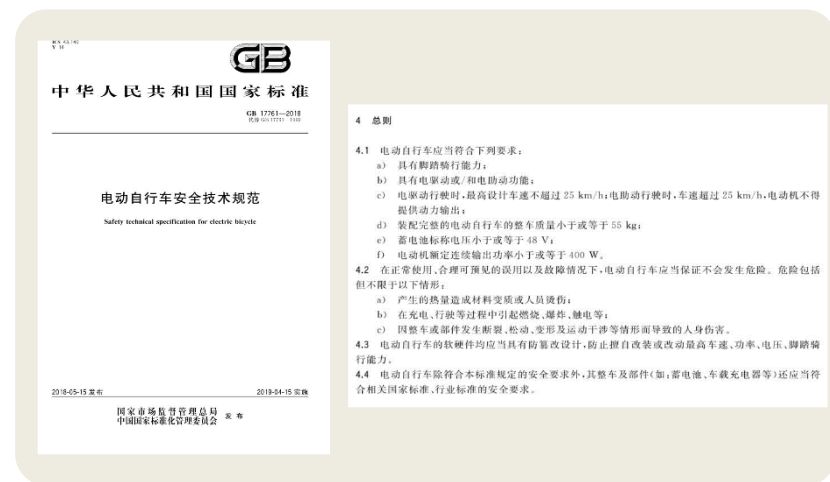 GB
中华人民共和国国家标准
GB 17761—2018
电动自行车安全技术规范
Safety technical specification for electric bicycle
2018-05-15 发布
2019-04-15 实施
国家市场监督管理总局
中国国家标准化管理委员会
发布
4 总则
4.1 电动自行车应当符合下列要求：
a) 具有脚踏骑行能力；
b) 具有电驱动或/和电助动功能；
c) 电驱动行驶时,最高设计车速不超过 25 km/h;电助动行驶时,车速超过 25 km/h,电动机不得
提供动力输出；
d) 装配完整的电动自行车的整车质量小于或等于 55 kg；
e) 蓄电池标称电压小于或等于 48 V；
f) 电动机额定连续输出功率小于或等于 400 W。
4.2 在正常使用、合理可预见的误用以及故障情况下,电动自行车应当保证不会发生危险。危险包括
但不限于以下情形：
a) 产生的热量造成材料变质或人员烫伤；
b) 在充电、行驶等过程中引起燃烧、爆炸、触电等；
c) 因整车或部件发生断裂、松动、变形及运动干涉等情形而导致的人身伤害。
4.3 电动自行车的软硬件均应当具有防篡改设计,防止擅自改装或改动最高车速、功率、电压、脚踏骑
行能力。
4.4 电动自行车除符合本标准规定的安全要求外,其整车及部件(如:蓄电池、车载充电器等)还应当符
合相关国家标准、行业标准的安全要求。